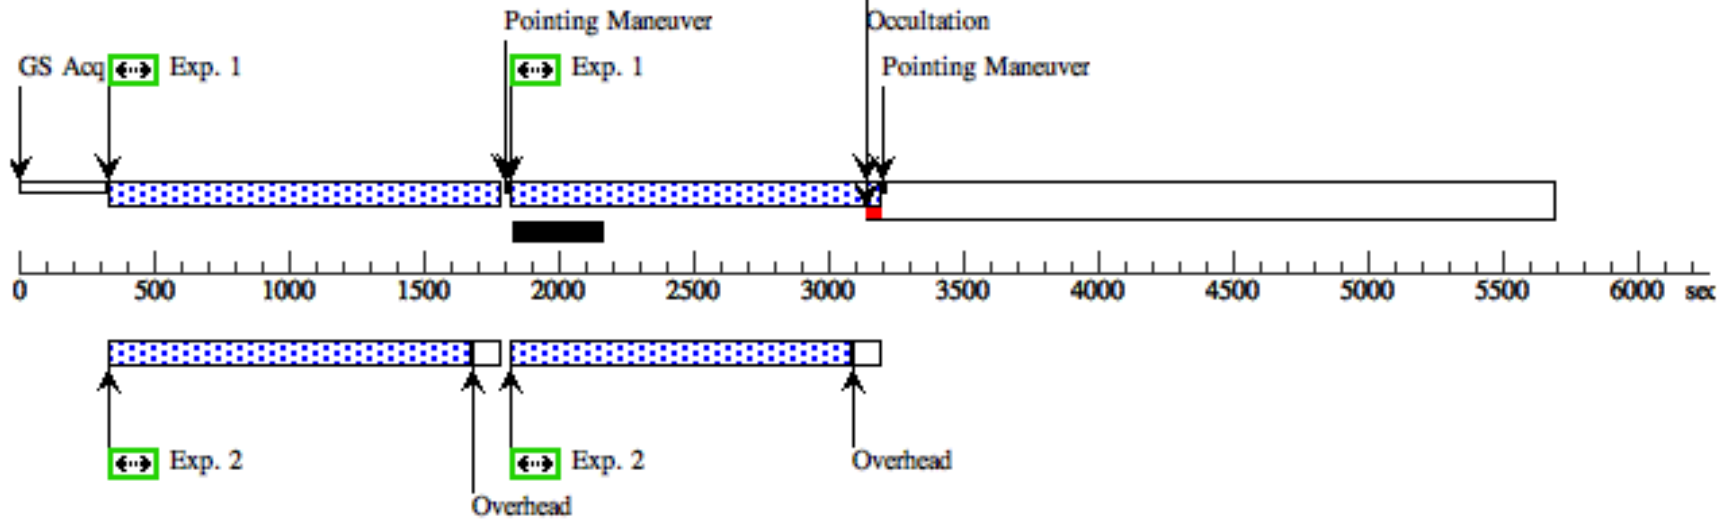 Pointing Maneuver
Occultation
GS Acq
Exp. 1
Exp. 1
Pointing Maneuver
0 500 1000 1500 2000 2500 3000 3500 4000 4500 5000 5500 6000 sec
Exp. 2
Exp. 2
Overhead
Overhead